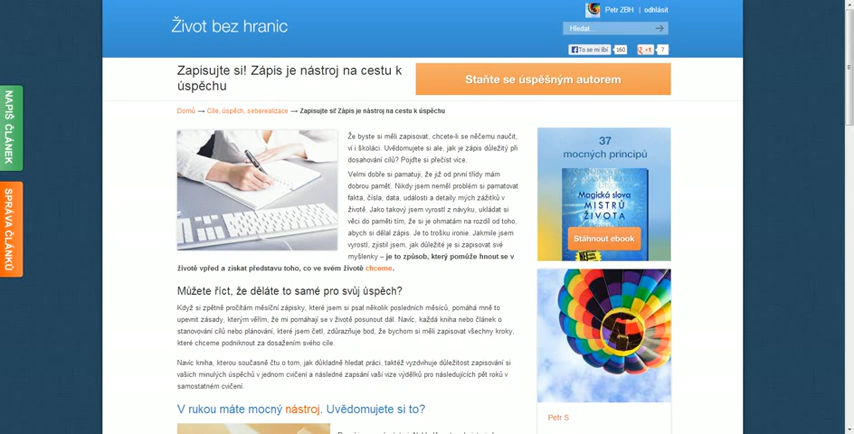 Petr ZBH | odhlásit
Život bez hranic
Hledat...
To se mi líbí 160 +1 7
Zapisujte si! Zápis je nástroj na cestu k
úspěchu
Staňte se úspěšným autorem
NAPIŠ ČLÁNEK
SPRÁVA ČLÁNKŮ
Domů → Cíle, úspěch, seberealizace → Zapisujte si! Zápis je nástroj na cestu k úspěchu
Že byste si měli zapisovat, chcete-li se něčemu naučit,
ví i školáci. Uvědomujete si ale, jak je zápis důležitý při
dosahování cílů? Pojďte si přečíst více.
Velmi dobře si pamatuji, že již od první třídy mám
dobrou paměť. Nikdy jsem neměl problém si pamatovat
fakta, čísla, data, události a detaily mých zážitků v
životě. Jako takový jsem vyrostl z návyku, ukládat si
věci do paměti tím, že si je ohmatám na rozdíl od toho,
abych si dělal zápis. Je to trošku ironie. Jakmile jsem
vyrostl, zjistil jsem, jak důležité je si zapisovat své
myšlenky – je to způsob, který pomůže hnout se v
životě vpřed a získat představu toho, co ve svém životě chceme.
37
mocných principů
Magická slova
MISTRŮ
ŽIVOTA
Stáhnout ebook
Můžete říct, že děláte to samé pro svůj úspěch?
Když si zpětně pročítám měsíční zápisky, které jsem si psal několik posledních měsíců, pomáhá mně to
upevnit zásady, kterým věřím, že mi pomáhají se v životě posunout dál. Navíc, každá kniha nebo článek o
stanování cílů nebo plánování, které jsem četl, zdůrazňuje bod, že bychom si měli zapisovat všechny kroky,
které chceme podniknout za dosažením svého cíle.
Navíc kniha, kterou současně čtu o tom, jak důkladně hledat práci, taktéž vyzdvihuje důležitost zapisování si
vašich minulých úspěchů v jednom cvičení a následné zapsání vaší vize výdělků pro následujících pět roků v
samostatném cvičení.
V rukou máte mocný nástroj. Uvědomujete si to?
Petr S